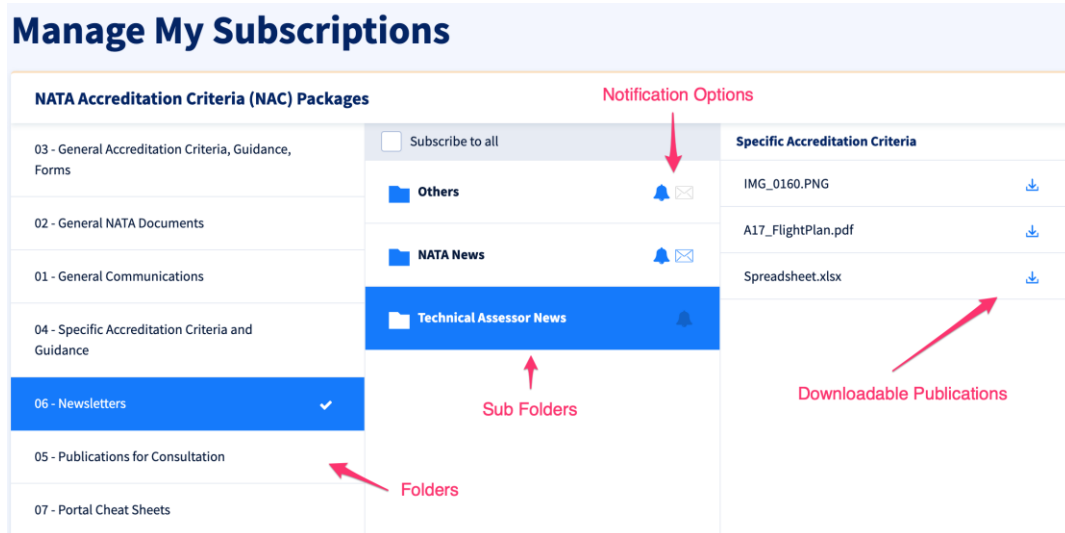 Manage My Subscriptions
NATA Accreditation Criteria (NAC) Packages
Notification Options
03 - General Accreditation Criteria, Guidance,
Forms
02 - General NATA Documents
01 - General Communications
04 - Specific Accreditation Criteria and
Guidance
06 - Newsletters
05 - Publications for Consultation
07 - Portal Cheat Sheets
Folders
Subscribe to all
Others
NATA News
Technical Assessor News
Sub Folders
Specific Accreditation Criteria
IMG_0160.PNG
A17_FlightPlan.pdf
Spreadsheet.xlsx
Downloadable Publications